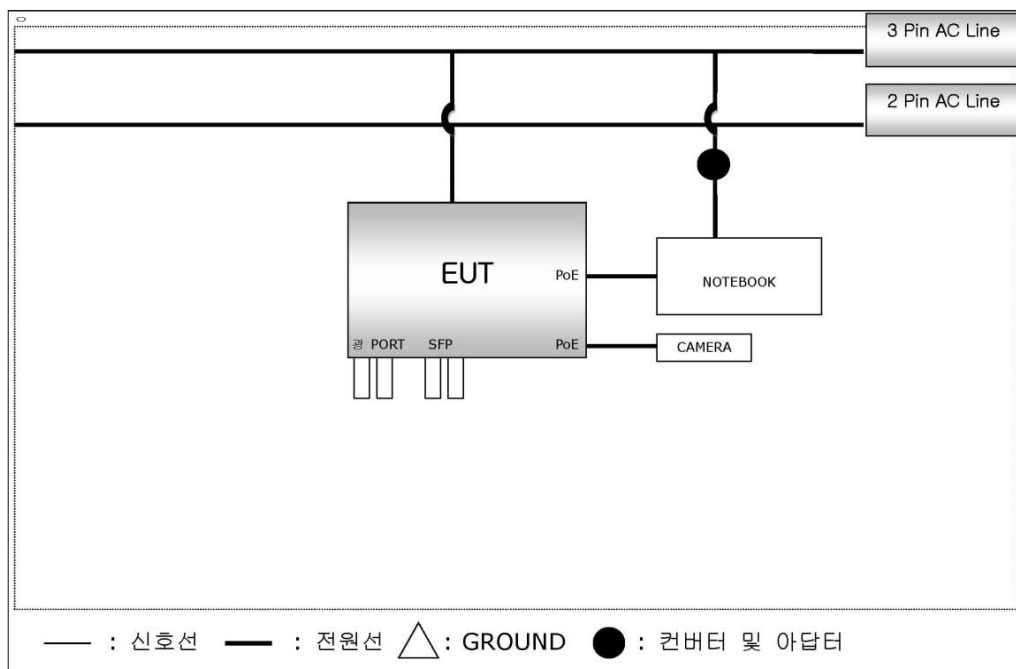 3 Pin AC Line
2 Pin AC Line
EUT
PoE
NOTEBOOK
광 PORT SFP PoE
CAMERA
: 신호선 : 전원선 : GROUND : 컨버터 및 아답터